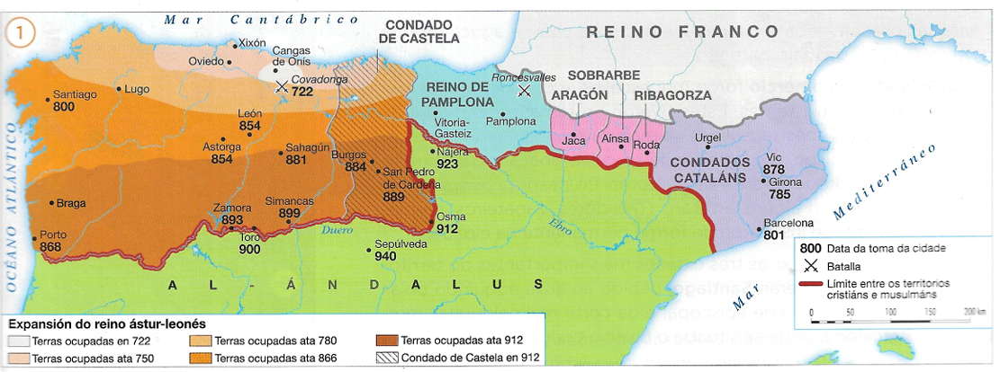 1
Mar Cantábrico
CONDADO
DE CASTELA
REINO FRANCO
OCÉANO ATLÁNTICO
Xixón
Oviedo
Cangas
de Onís
Covadonga
722
Santiago
800
Lugo
León
854
Astorga
854
Sahagún
881
Burgos
884
San Pedro
de Cardeña
889
REINO DE
PAMPLONA
Roncesvalles
Vitoria-
Gasteiz
Pamplona
Nájera
923
SOBRARBE
ARAGÓN
RIBAGORZA
Jaca
Aínsa
Roda
Urgel
CONDADOS
CATALÁNS
Vic
878
Girona
785
Barcelona
801
Braga
Porto
868
Zamora
893
Toro
900
Simancas
899
Osma
912
Duero
Sepúlveda
940
Ebro
AL-ÁNDALUS
Mar Mediterráneo
800 Data da toma da cidade
Batalla
Límite entre os territorios
cristiáns e musulmáns
0 50 100 150 200 km
Expansión do reino ástur-leonés
Terras ocupadas en 722
Terras ocupadas ata 750
Terras ocupadas ata 780
Terras ocupadas ata 866
Terras ocupadas ata 912
Condado de Castela en 912